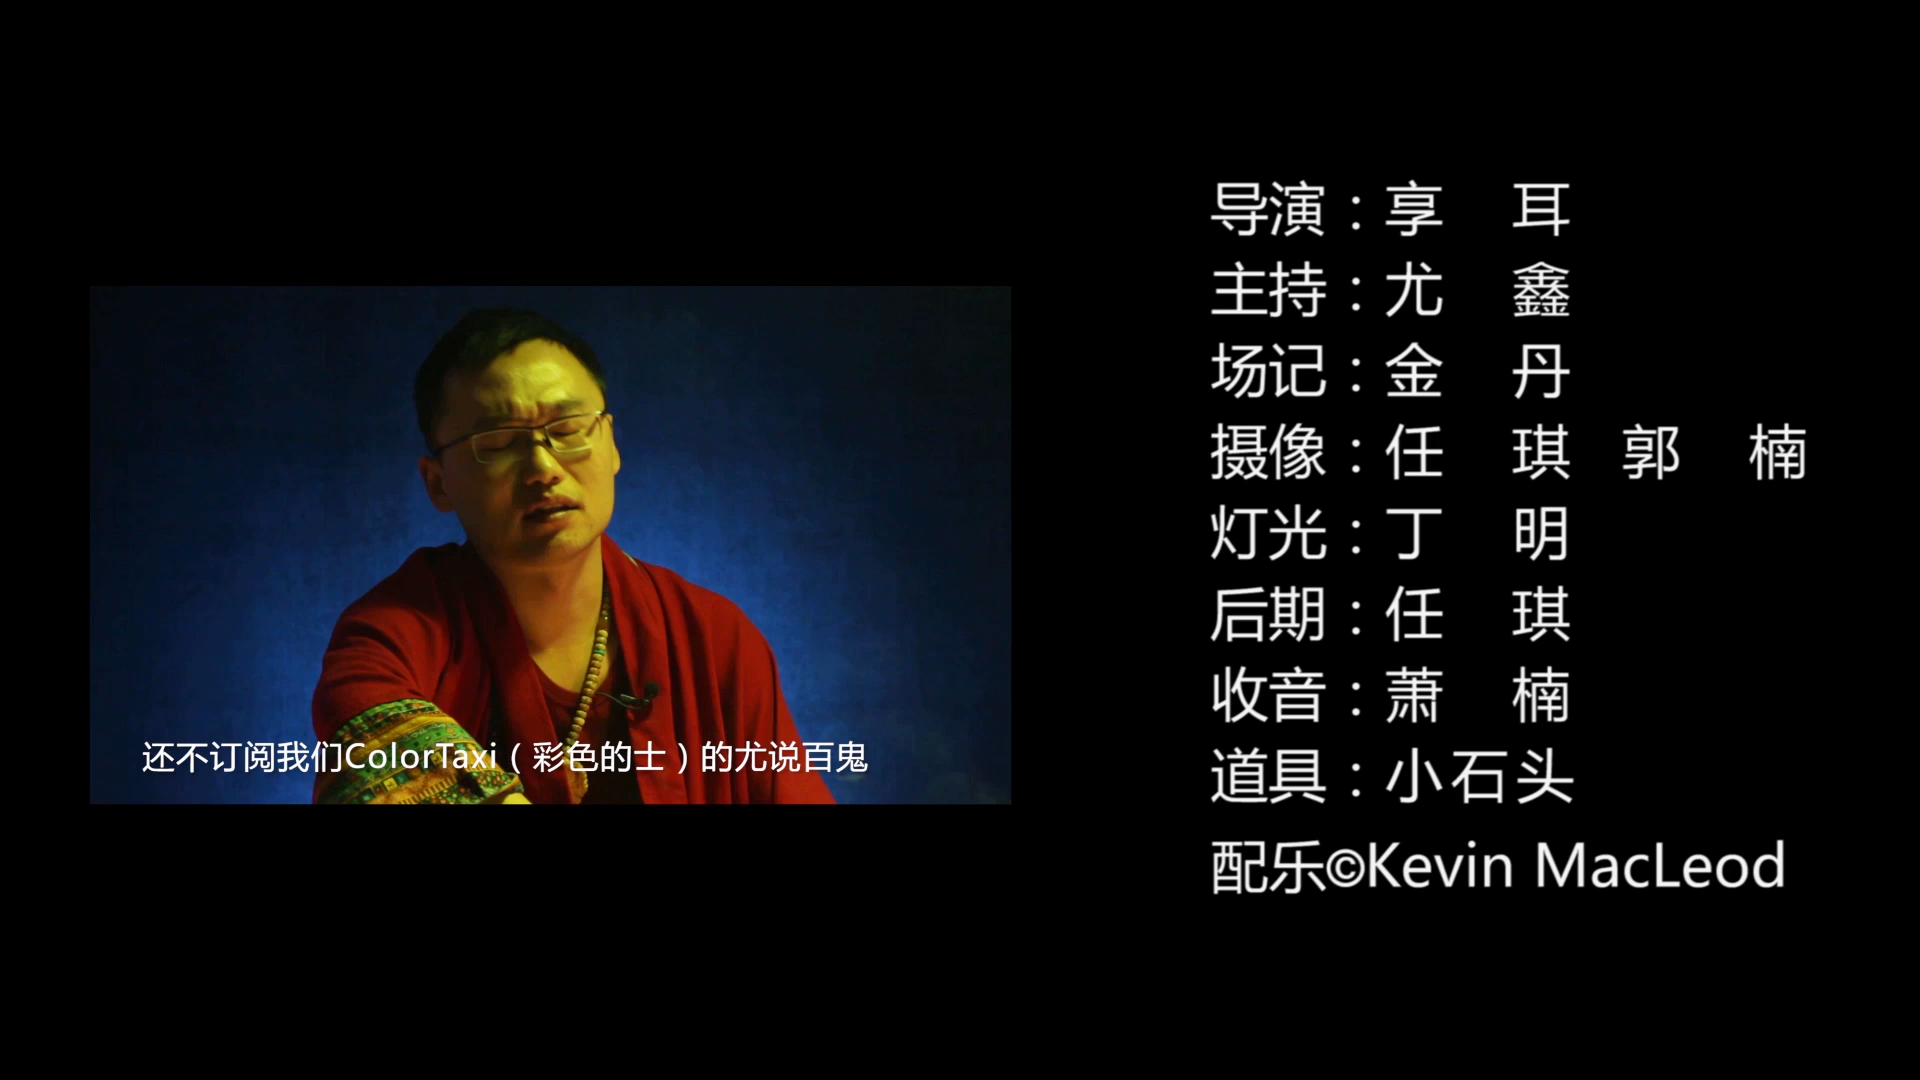 导演：享 耳
主持：尤 鑫
场记：金 丹
摄像：任 琪 郭 楠
灯光：丁 明
后期：任 琪
收音：萧 楠
道具：小石头
配乐©Kevin MacLeod
还不订阅我们ColorTaxi（彩色的士）的尤说百鬼